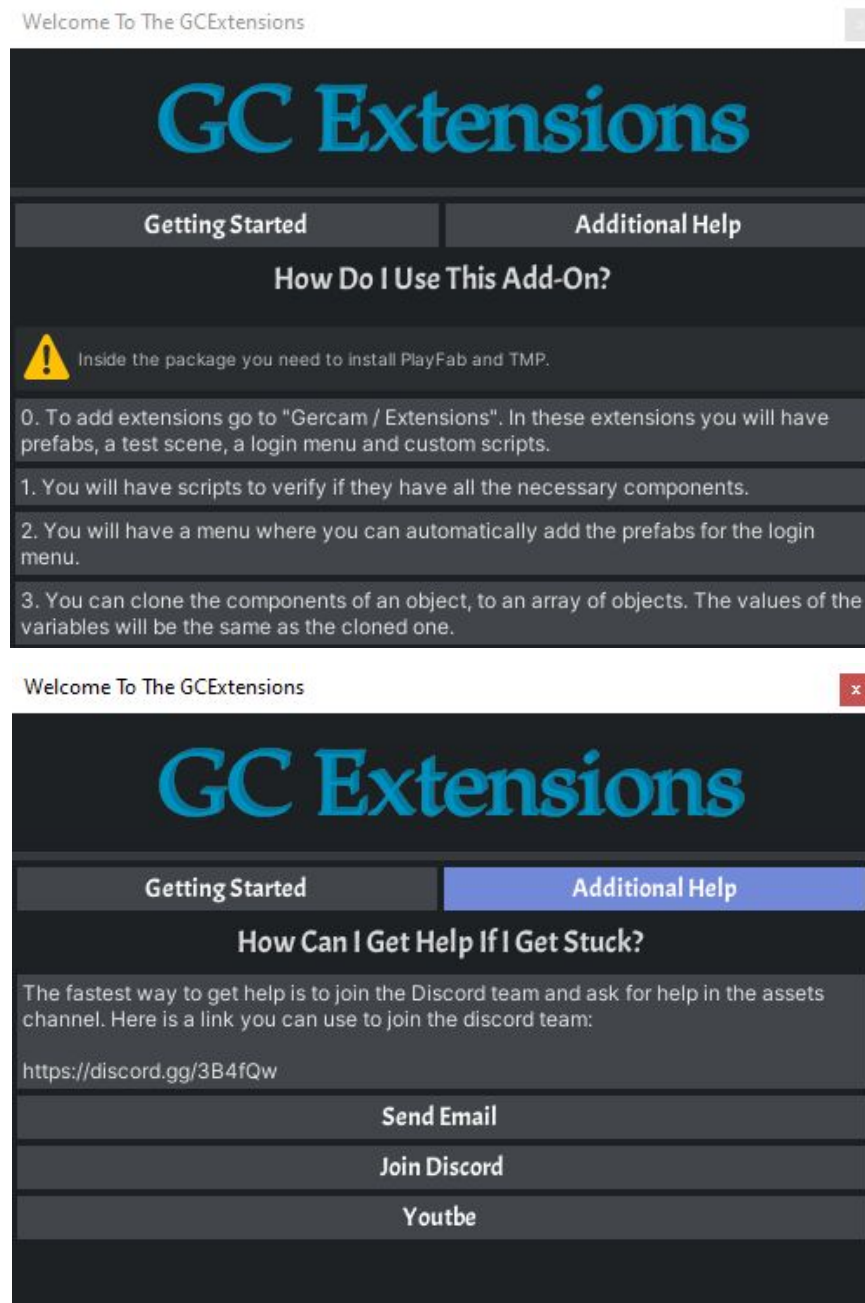 Welcome To The GCExtensions
GC Extensions
Getting Started
Additional Help
How Do I Use This Add-On?
Inside the package you need to install PlayFab and TMP.
0. To add extensions go to "Gercam / Extensions". In these extensions you will have
prefabs, a test scene, a login menu and custom scripts.
1. You will have scripts to verify if they have all the necessary components.
2. You will have a menu where you can automatically add the prefabs for the login
menu.
3. You can clone the components of an object, to an array of objects. The values of the
variables will be the same as the cloned one.
Welcome To The GCExtensions
x
GC Extensions
Getting Started
Additional Help
How Can I Get Help If I Get Stuck?
The fastest way to get help is to join the Discord team and ask for help in the assets
channel. Here is a link you can use to join the discord team:
https://discord.gg/3B4fQw
Send Email
Join Discord
Youtbe